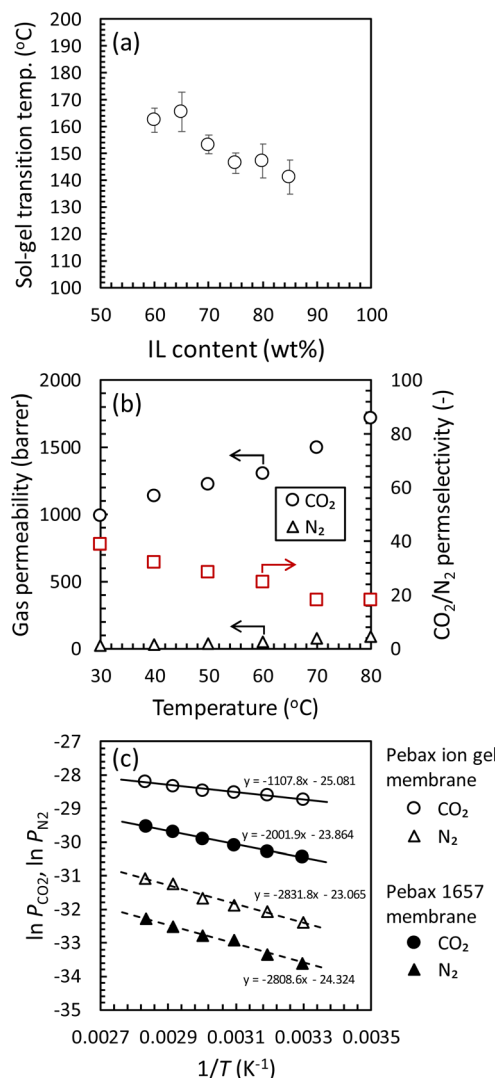 (a)
Sol-gel transition temp. (°C)
200
190
180
170
160
150
140
130
120
110
100
50 60 70 80 90 100
IL content (wt%)
(b)
Gas permeability (barrer)
2000
1500
1000
500
0
CO₂
N₂
100
80
60
40
20
0
CO₂/N₂ permselectivity (-)
30 40 50 60 70 80
Temperature (°C)
(c)
ln P_CO2, ln P_N2
-27
-28
-29
-30
-31
-32
-33
-34
-35
y = -1107.8x - 25.081
y = -2001.9x - 23.864
y = -2831.8x - 23.065
y = -2808.6x - 24.324
0.0027 0.0029 0.0031 0.0033 0.0035
1/T (K⁻¹)
Pebax ion gel
membrane
CO₂
N₂
Pebax 1657
membrane
CO₂
N₂